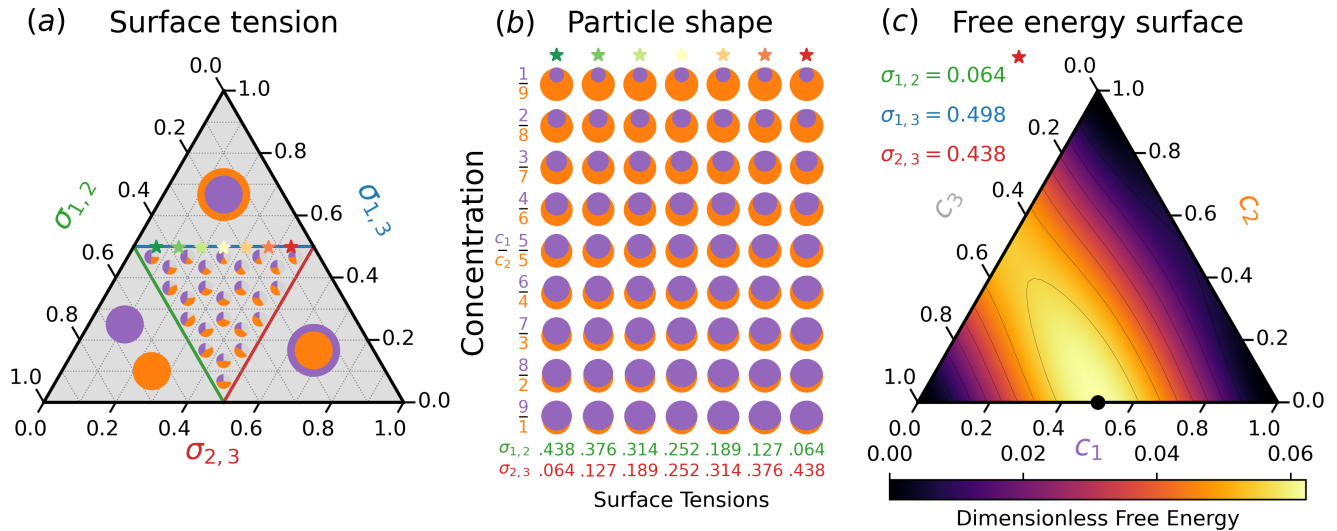 (a) Surface tension
0.0
1.0
0.2
0.8
0.4
0.6
0.6
0.4
0.8
0.2
1.0
0.0
0.0 0.2 0.4 0.6 0.8 1.0
σ1,2
σ1,3
σ2,3
(b) Particle shape
Concentration
c1/c2
1/9
2/8
3/7
4/6
5/5
6/4
7/3
8/2
9/1
σ1,2 .438 .376 .314 .252 .189 .127 .064
σ2,3 .064 .127 .189 .252 .314 .376 .438
Surface Tensions
(c) Free energy surface
σ1,2 = 0.064
σ1,3 = 0.498
σ2,3 = 0.438
0.0
1.0
0.2
0.8
0.4
0.6
0.6
0.4
0.8
0.2
1.0
0.0
0.0 0.2 0.4 0.6 0.8 1.0
c3
c2
c1
0.00 0.02 0.04 0.06
Dimensionless Free Energy